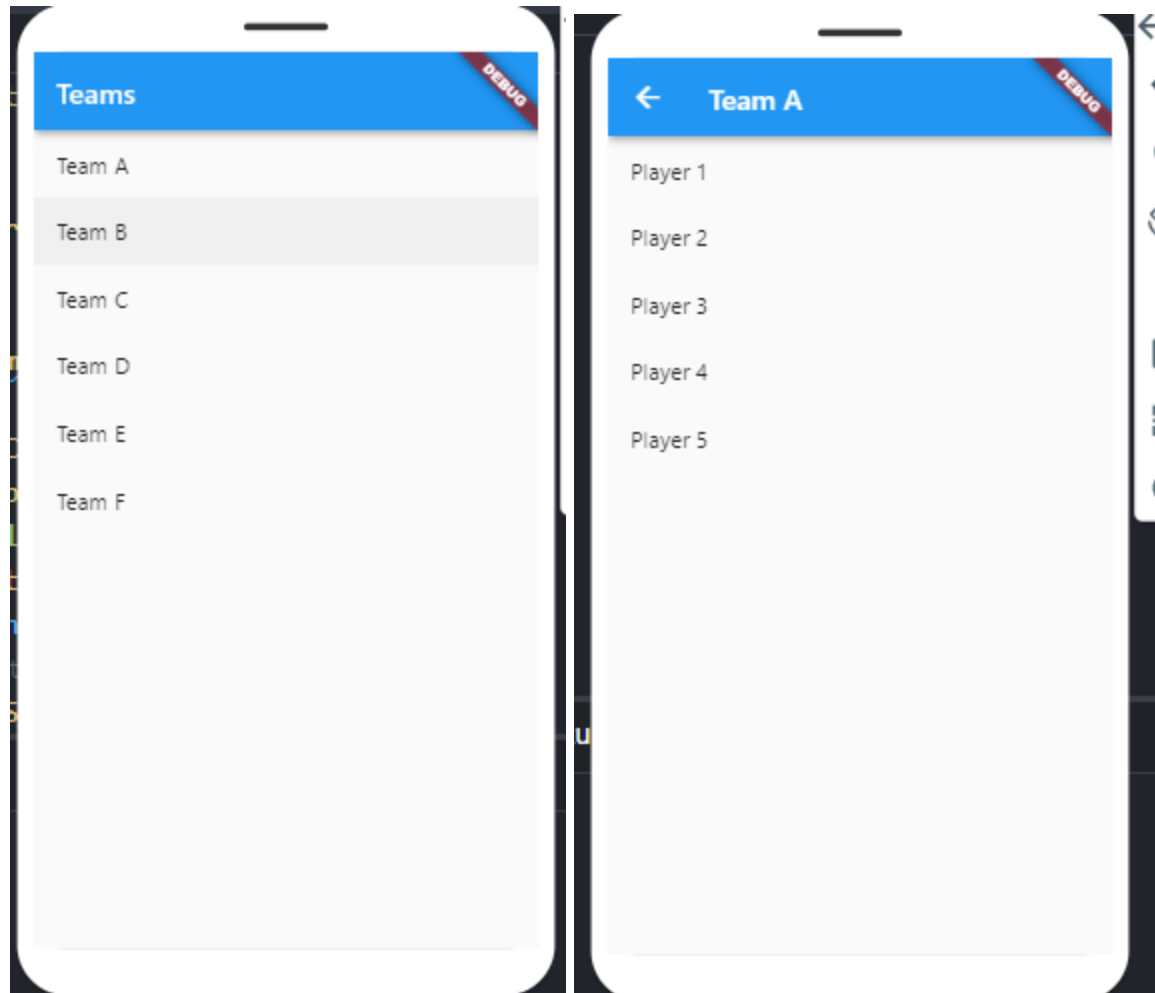 Teams
DEBUG
Team A
Team B
Team C
Team D
Team E
Team F
Team A
DEBUG
Player 1
Player 2
Player 3
Player 4
Player 5